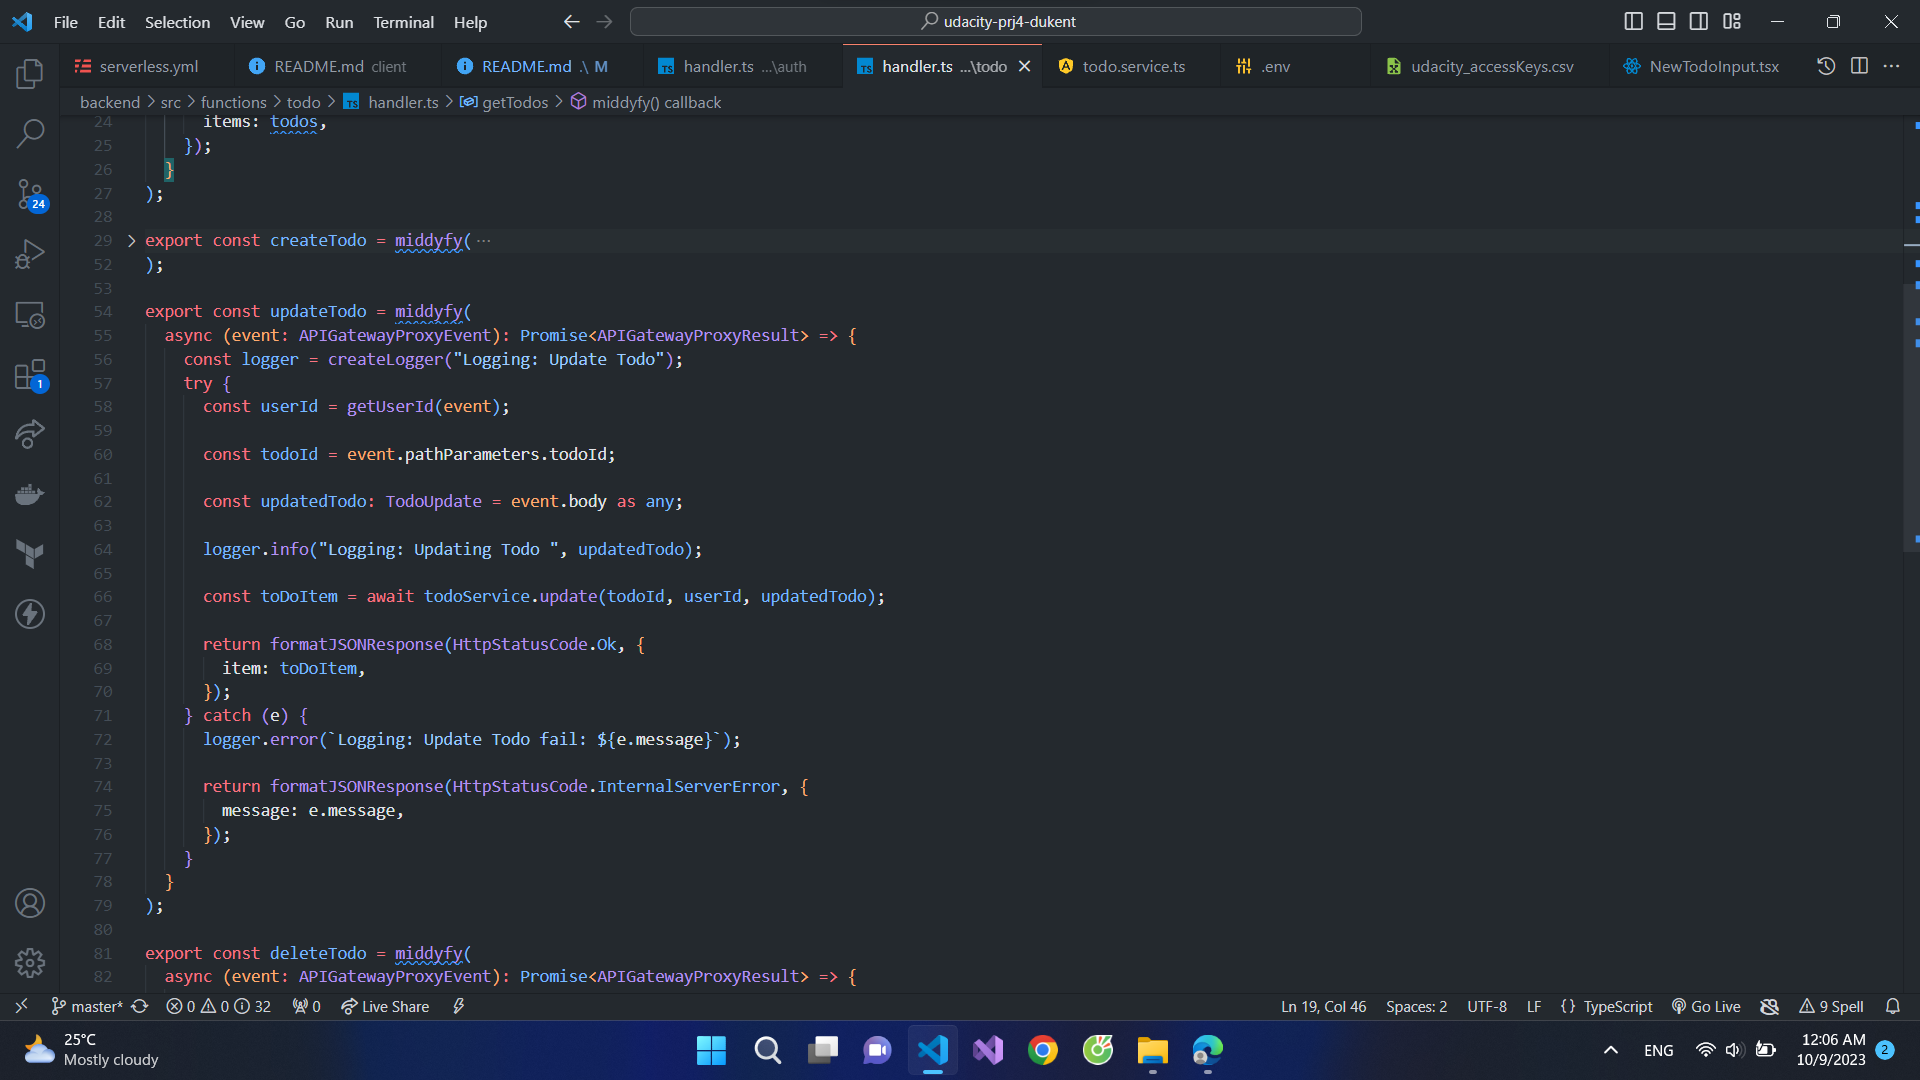 File Edit Selection View Go Run Terminal Help
udacity-prj4-dukent
serverless.yml
README.md client
README.md .\ M
handler.ts ...\auth
handler.ts ...\todo
todo.service.ts
.env
udacity_accessKeys.csv
NewTodoInput.tsx
backend > src > functions > todo > TS handler.ts > getTodos > middyfy() callback
24 items: todos,
25 });
26 }
27 );
28
29 export const createTodo = middyfy( ···
52 );
53
54 export const updateTodo = middyfy(
55 async (event: APIGatewayProxyEvent): Promise<APIGatewayProxyResult> => {
56 const logger = createLogger("Logging: Update Todo");
57 try {
58 const userId = getUserId(event);
59
60 const todoId = event.pathParameters.todoId;
61
62 const updatedTodo: TodoUpdate = event.body as any;
63
64 logger.info("Logging: Updating Todo ", updatedTodo);
65
66 const toDoItem = await todoService.update(todoId, userId, updatedTodo);
67
68 return formatJSONResponse(HttpStatusCode.Ok, {
69 item: toDoItem,
70 });
71 } catch (e) {
72 logger.error(`Logging: Update Todo fail: ${e.message}`);
73
74 return formatJSONResponse(HttpStatusCode.InternalServerError, {
75 message: e.message,
76 });
77 }
78 }
79 );
80
81 export const deleteTodo = middyfy(
82 async (event: APIGatewayProxyEvent): Promise<APIGatewayProxyResult> => {
24
1
master* 0 0 32 0 Live Share
Ln 19, Col 46 Spaces: 2 UTF-8 LF {} TypeScript Go Live 9 Spell
25°C
Mostly cloudy
ENG
12:06 AM
10/9/2023
2